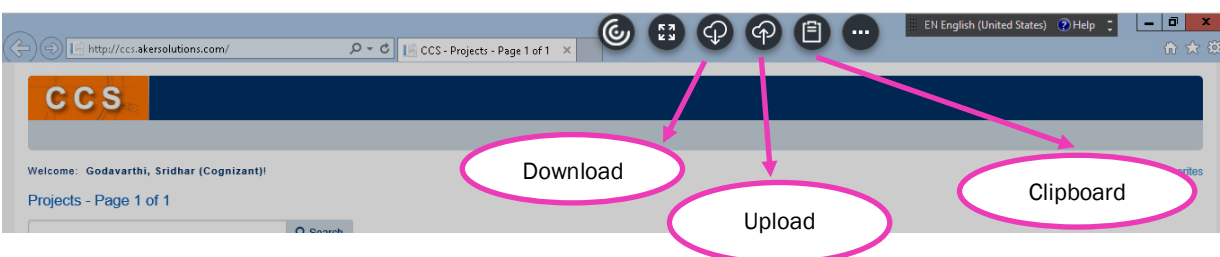 EN English (United States) Help
http://ccs.akersolutions.com/
CCS - Projects - Page 1 of 1
CCS
Download
Welcome: Godavarthi, Sridhar (Cognizant)!
Clipboard
Projects - Page 1 of 1
Upload
Search